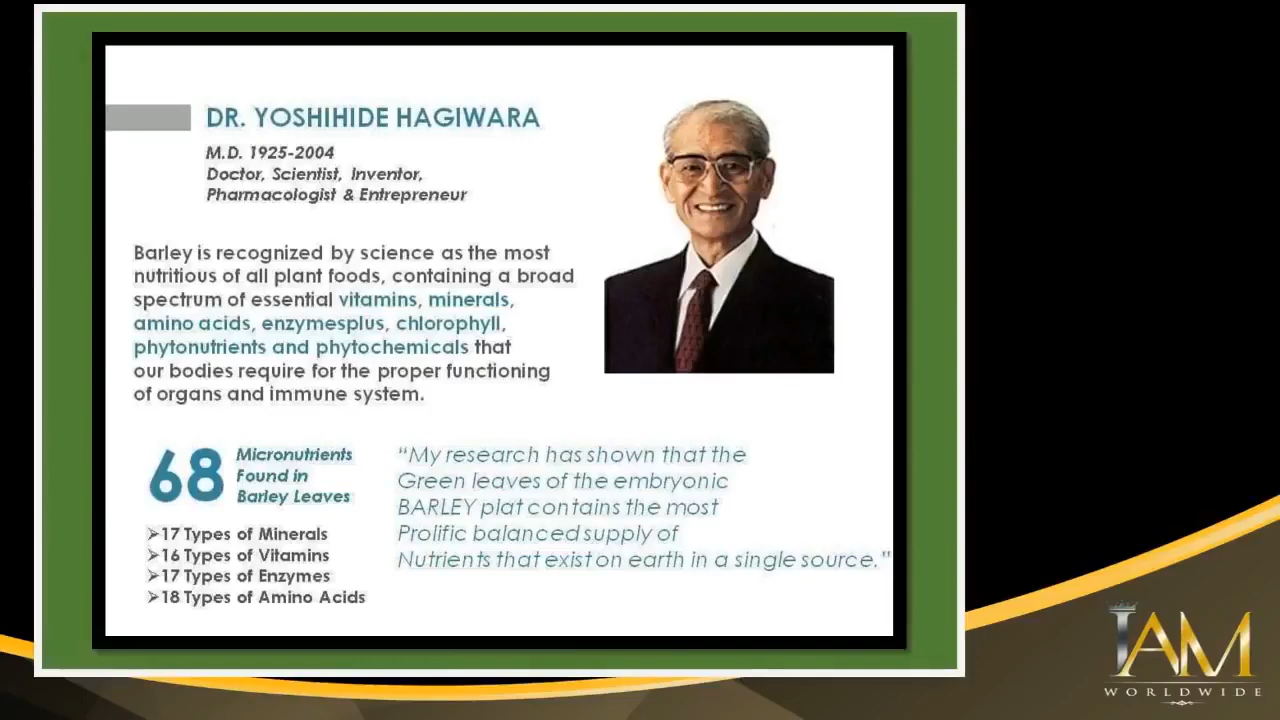 DR. YOSHIHIDE HAGIWARA
M.D. 1925-2004
Doctor, Scientist, Inventor,
Pharmacologist & Entrepreneur
Barley is recognized by science as the most
nutritious of all plant foods, containing a broad
spectrum of essential vitamins, minerals,
amino acids, enzymesplus, chlorophyll,
phytonutrients and phytochemicals that
our bodies require for the proper functioning
of organs and immune system.
68
Micronutrients
Found in
Barley Leaves
➢17 Types of Minerals
➢16 Types of Vitamins
➢17 Types of Enzymes
➢18 Types of Amino Acids
“My research has shown that the
Green leaves of the embryonic
BARLEY plat contains the most
Prolific balanced supply of
Nutrients that exist on earth in a single source.”
IAM
WORLDWIDE